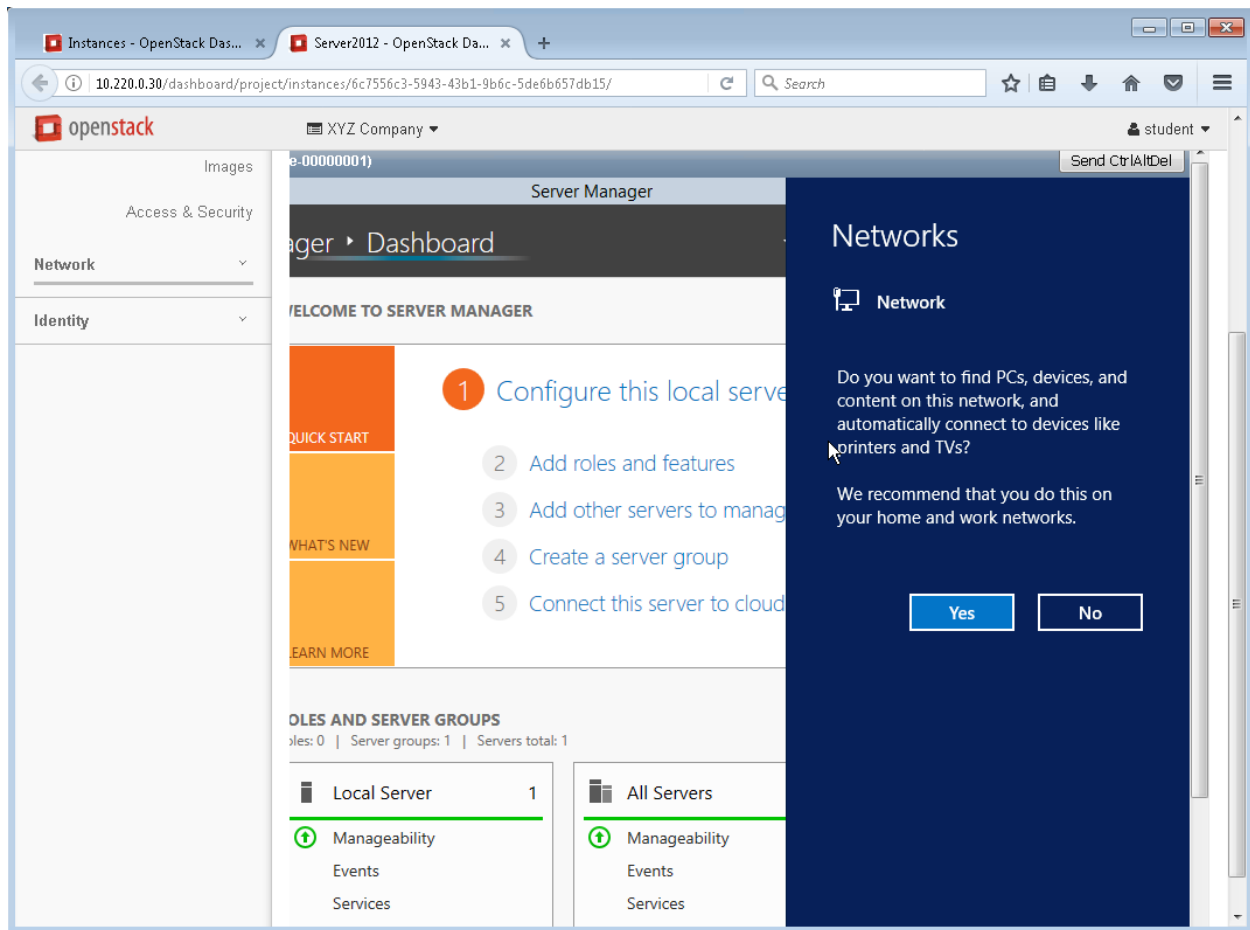 Instances - OpenStack Das...
Server2012 - OpenStack Da...
10.220.0.30/dashboard/project/instances/6c7556c3-5943-43b1-9b6c-5de6b657db15/
Search
openstack
XYZ Company
student
Images
Access & Security
Network
Identity
e-00000001)
Send CtrlAltDel
Server Manager
ager ‣ Dashboard
ELCOME TO SERVER MANAGER
QUICK START
WHAT'S NEW
LEARN MORE
1 Configure this local serve
2 Add roles and features
3 Add other servers to manag
4 Create a server group
5 Connect this server to cloud
OLES AND SERVER GROUPS
oles: 0 | Server groups: 1 | Servers total: 1
Local Server 1
Manageability
Events
Services
All Servers
Manageability
Events
Services
Networks
Network
Do you want to find PCs, devices, and
content on this network, and
automatically connect to devices like
printers and TVs?
We recommend that you do this on
your home and work networks.
Yes
No